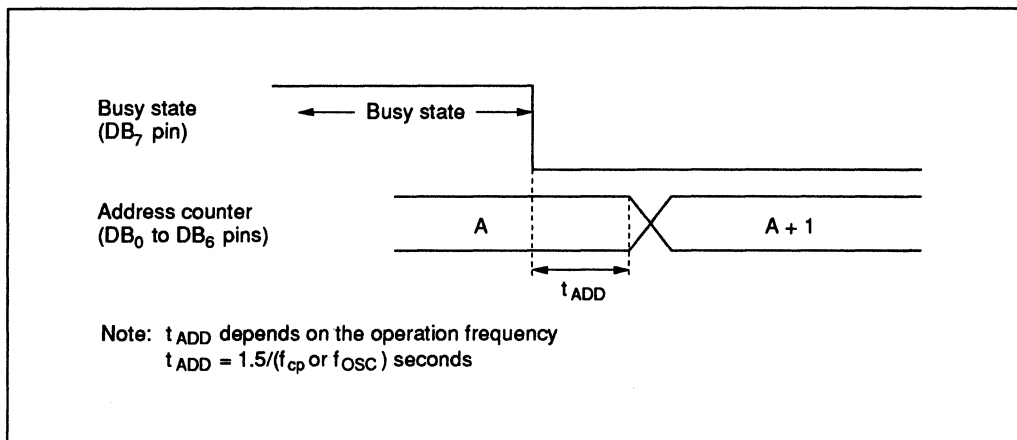 Busy state
(DB7 pin)
Busy state
Address counter
(DB0 to DB6 pins)
A
A + 1
tADD
Note: tADD depends on the operation frequency
tADD = 1.5/(fcp or fOSC) seconds